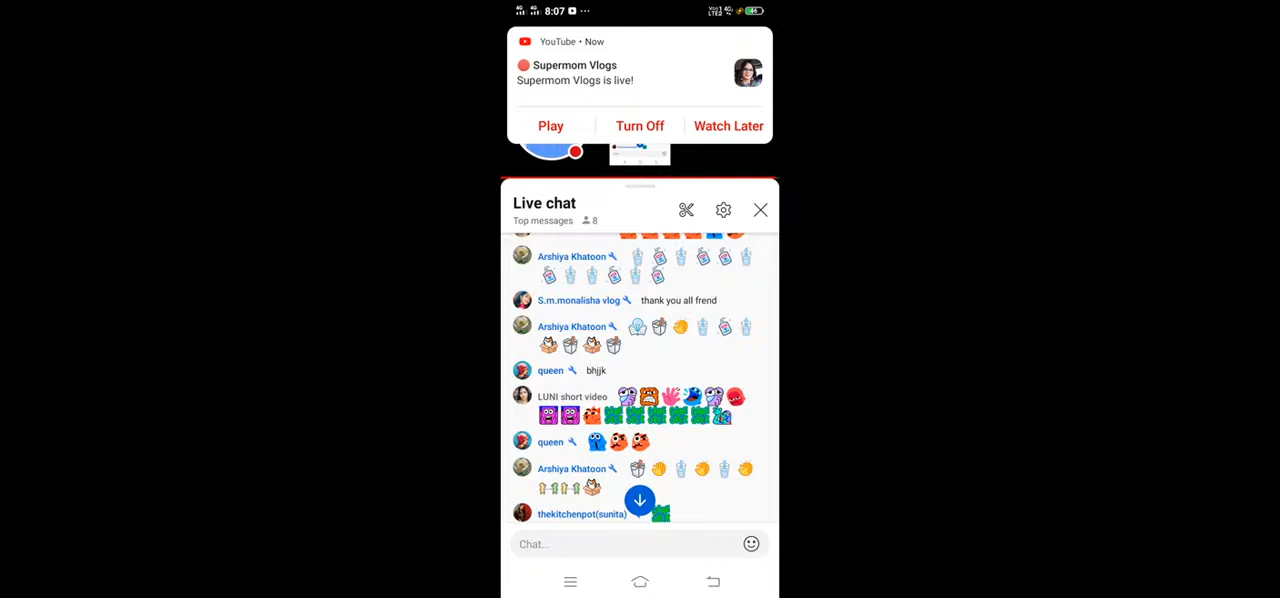 8:07
46
YouTube • Now
Supermom Vlogs
Supermom Vlogs is live!
Play Turn Off Watch Later
Live chat
Top messages 8
Arshiya Khatoon
S.m.monalisha vlog thank you all frend
Arshiya Khatoon
queen bhjjk
LUNI short video
queen
Arshiya Khatoon
thekitchenpot(sunita)
Chat...